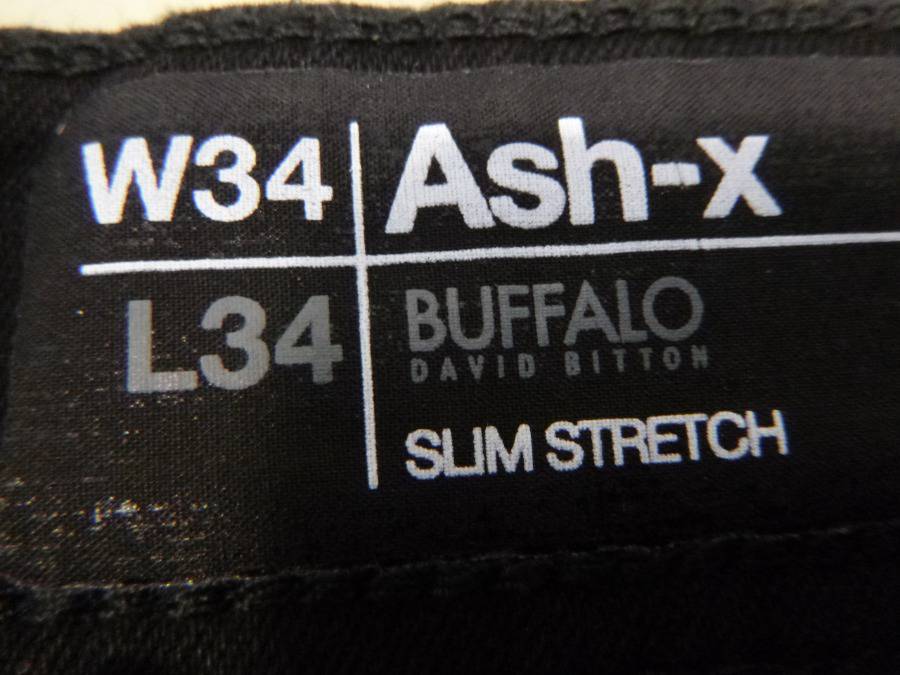 W34
Ash-x
L34
BUFFALO
DAVID BITTON
SLIM STRETCH